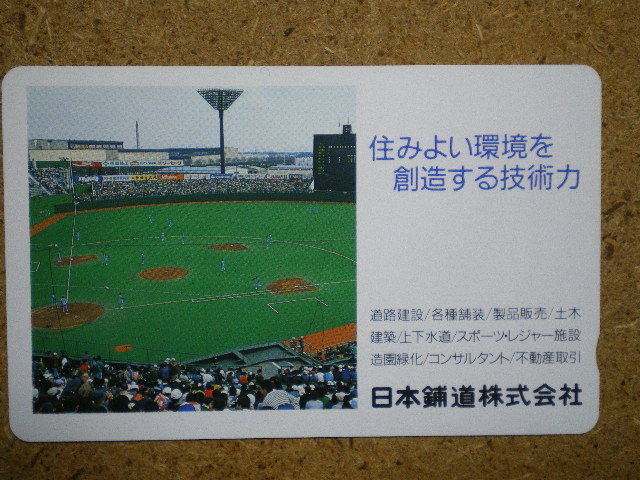 住みよい環境を
創造する技術力
道路建設/各種舗装/製品販売/土木
建築/上下水道/スポーツ・レジャー施設
造園緑化/コンサルタント/不動産取引
日本鋪道株式会社